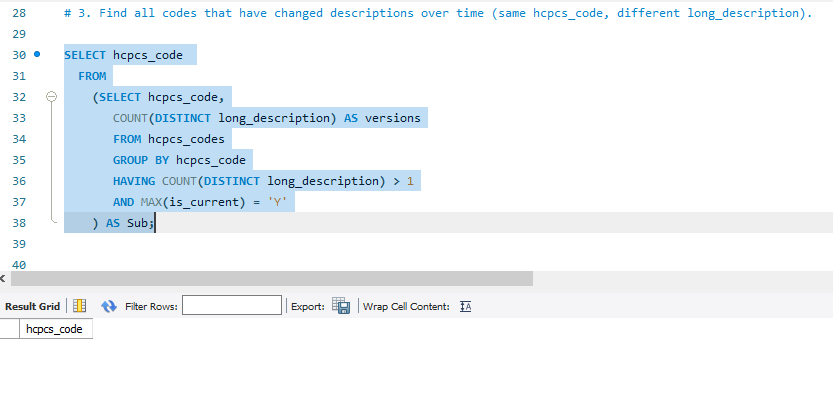 28 # 3. Find all codes that have changed descriptions over time (same hcpcs_code, different long_description).
29
30 SELECT hcpcs_code
31 FROM
32 (SELECT hcpcs_code,
33 COUNT(DISTINCT long_description) AS versions
34 FROM hcpcs_codes
35 GROUP BY hcpcs_code
36 HAVING COUNT(DISTINCT long_description) > 1
37 AND MAX(is_current) = 'Y'
38 ) AS Sub;
39
40
Result Grid Filter Rows: Export: Wrap Cell Content: IA
hcpcs_code